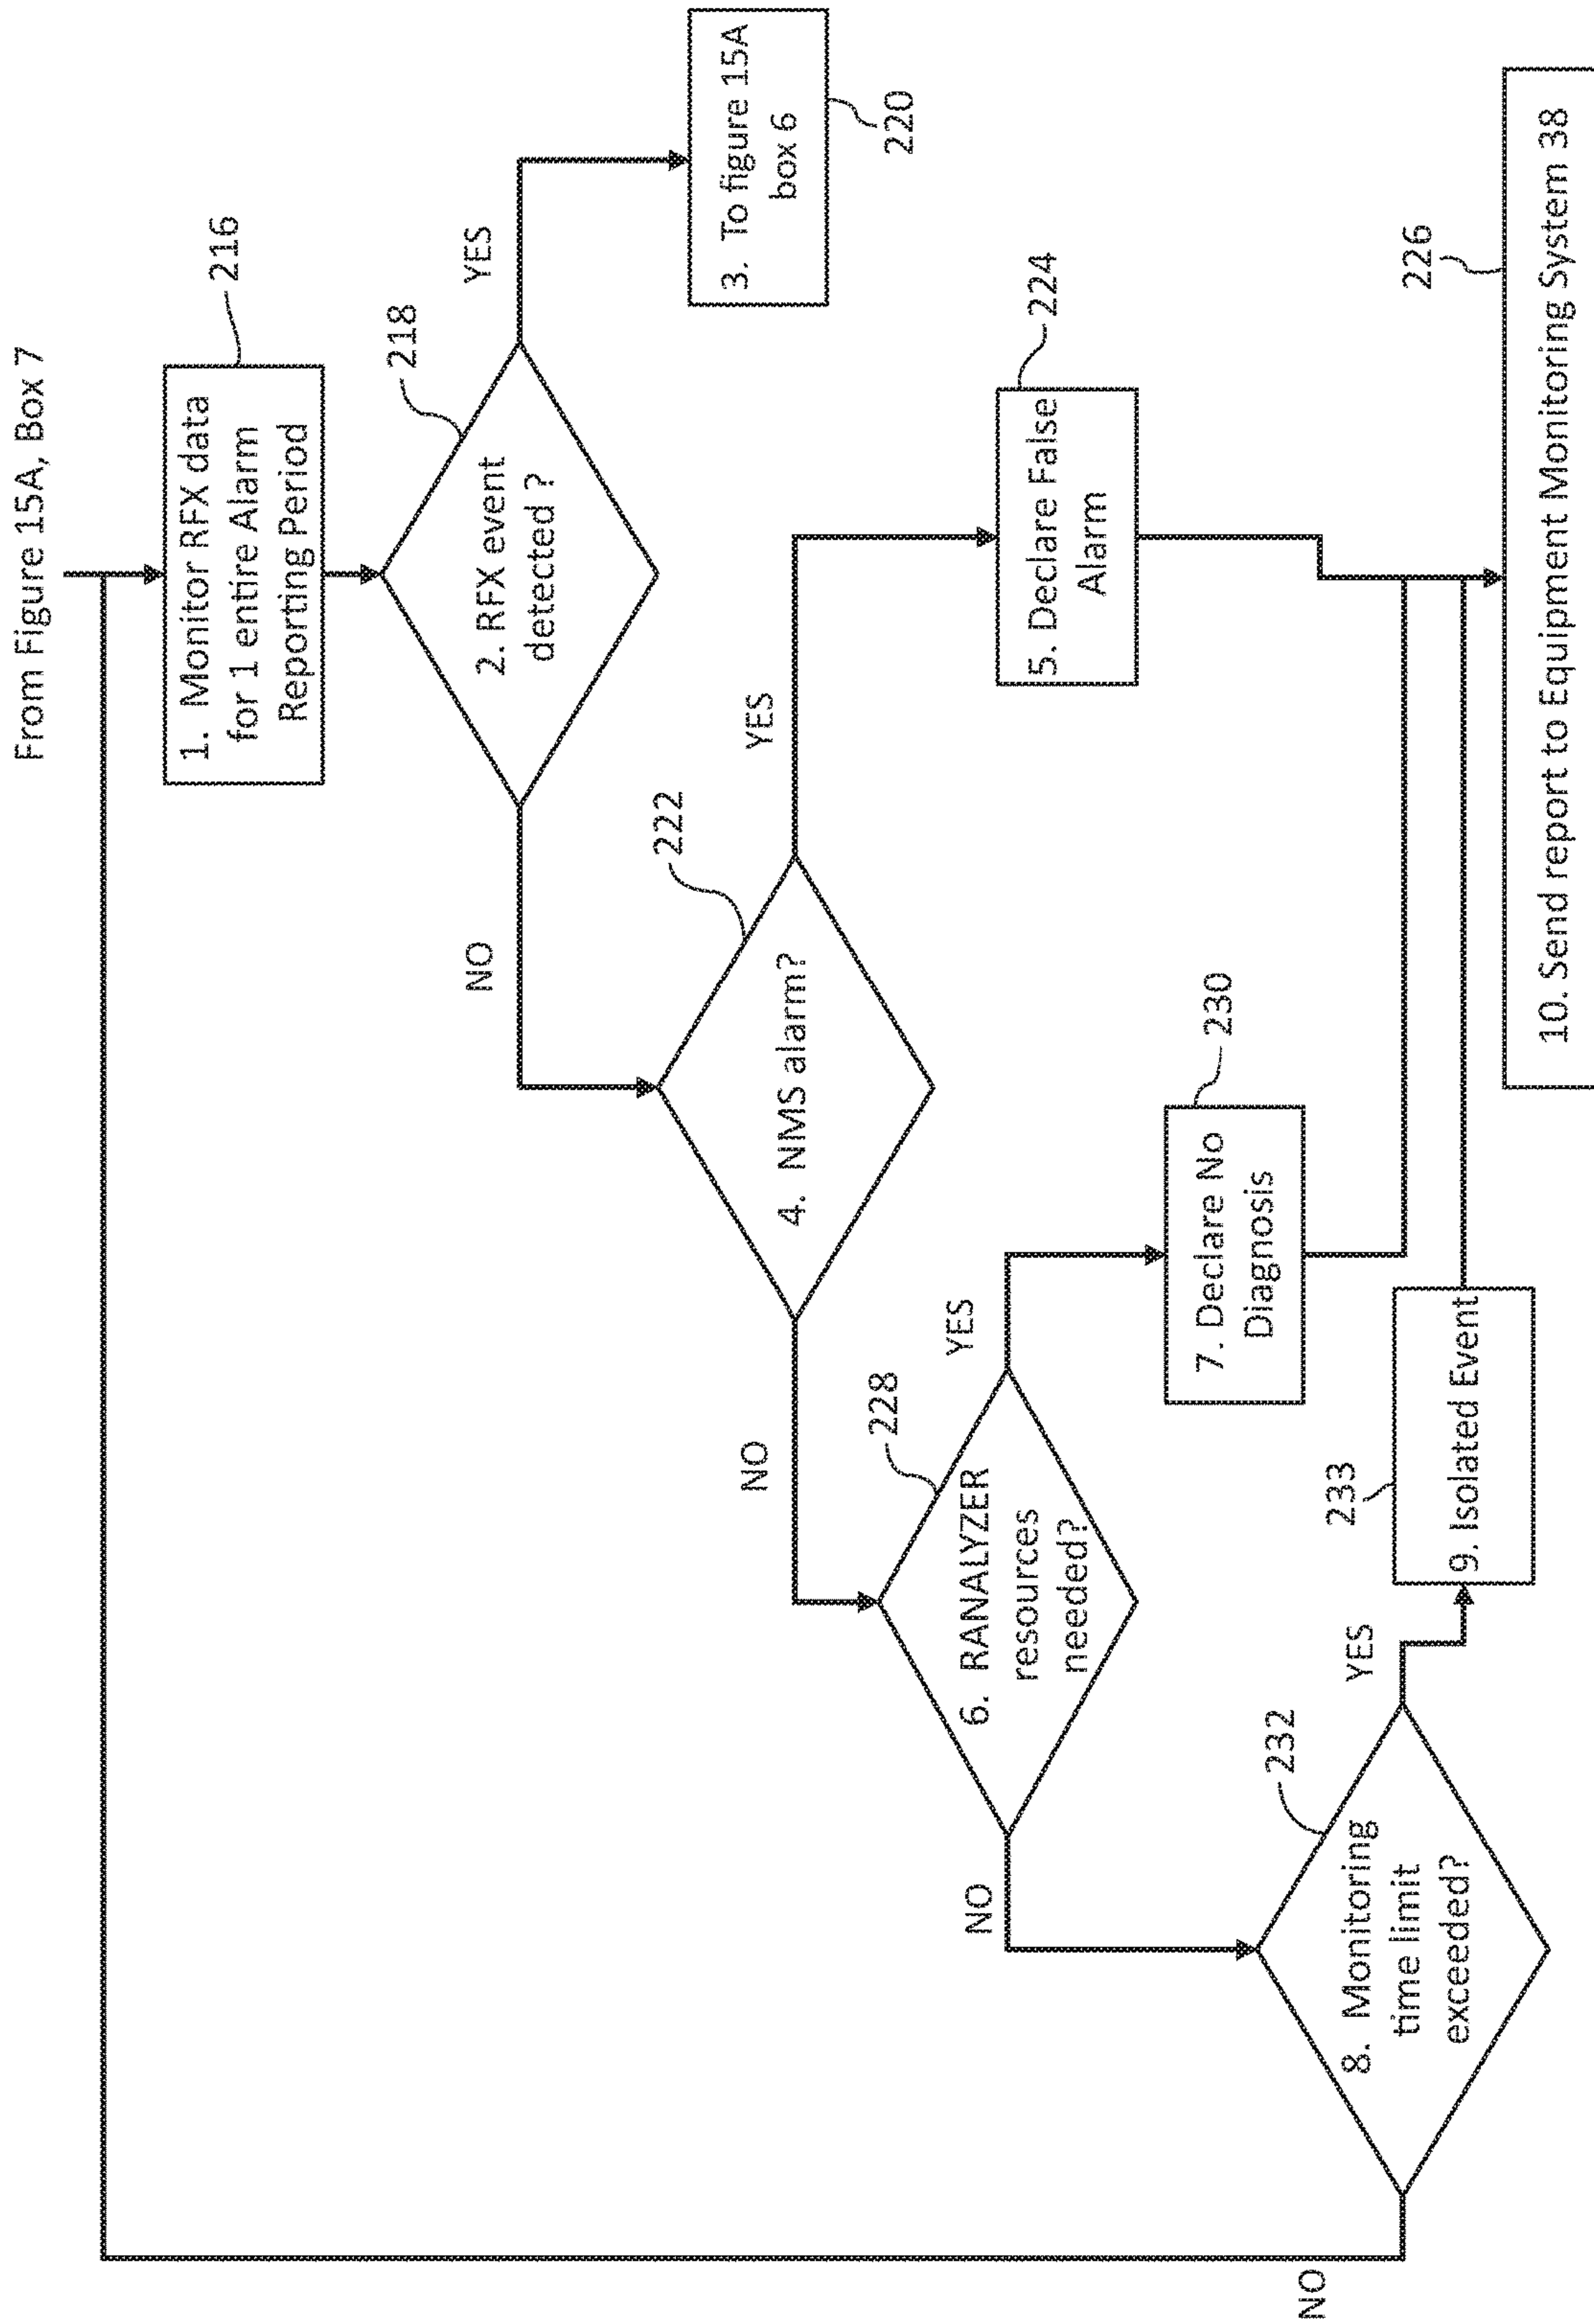 From Figure 15A, Box 7
216
1. Monitor RFX data
for 1 entire Alarm
Reporting Period
218
2. RFX event
detected ?
YES
NO
3. To figure 15A
box 6
220
222
4. NMS alarm?
YES
NO
224
5. Declare False
Alarm
228
6. RANALYZER
resources
needed?
YES
NO
230
7. Declare No
Diagnosis
232
8. Monitoring
time limit
exceeded?
YES
NO
233
9. Isolated Event
226
10. Send report to Equipment Monitoring System 38